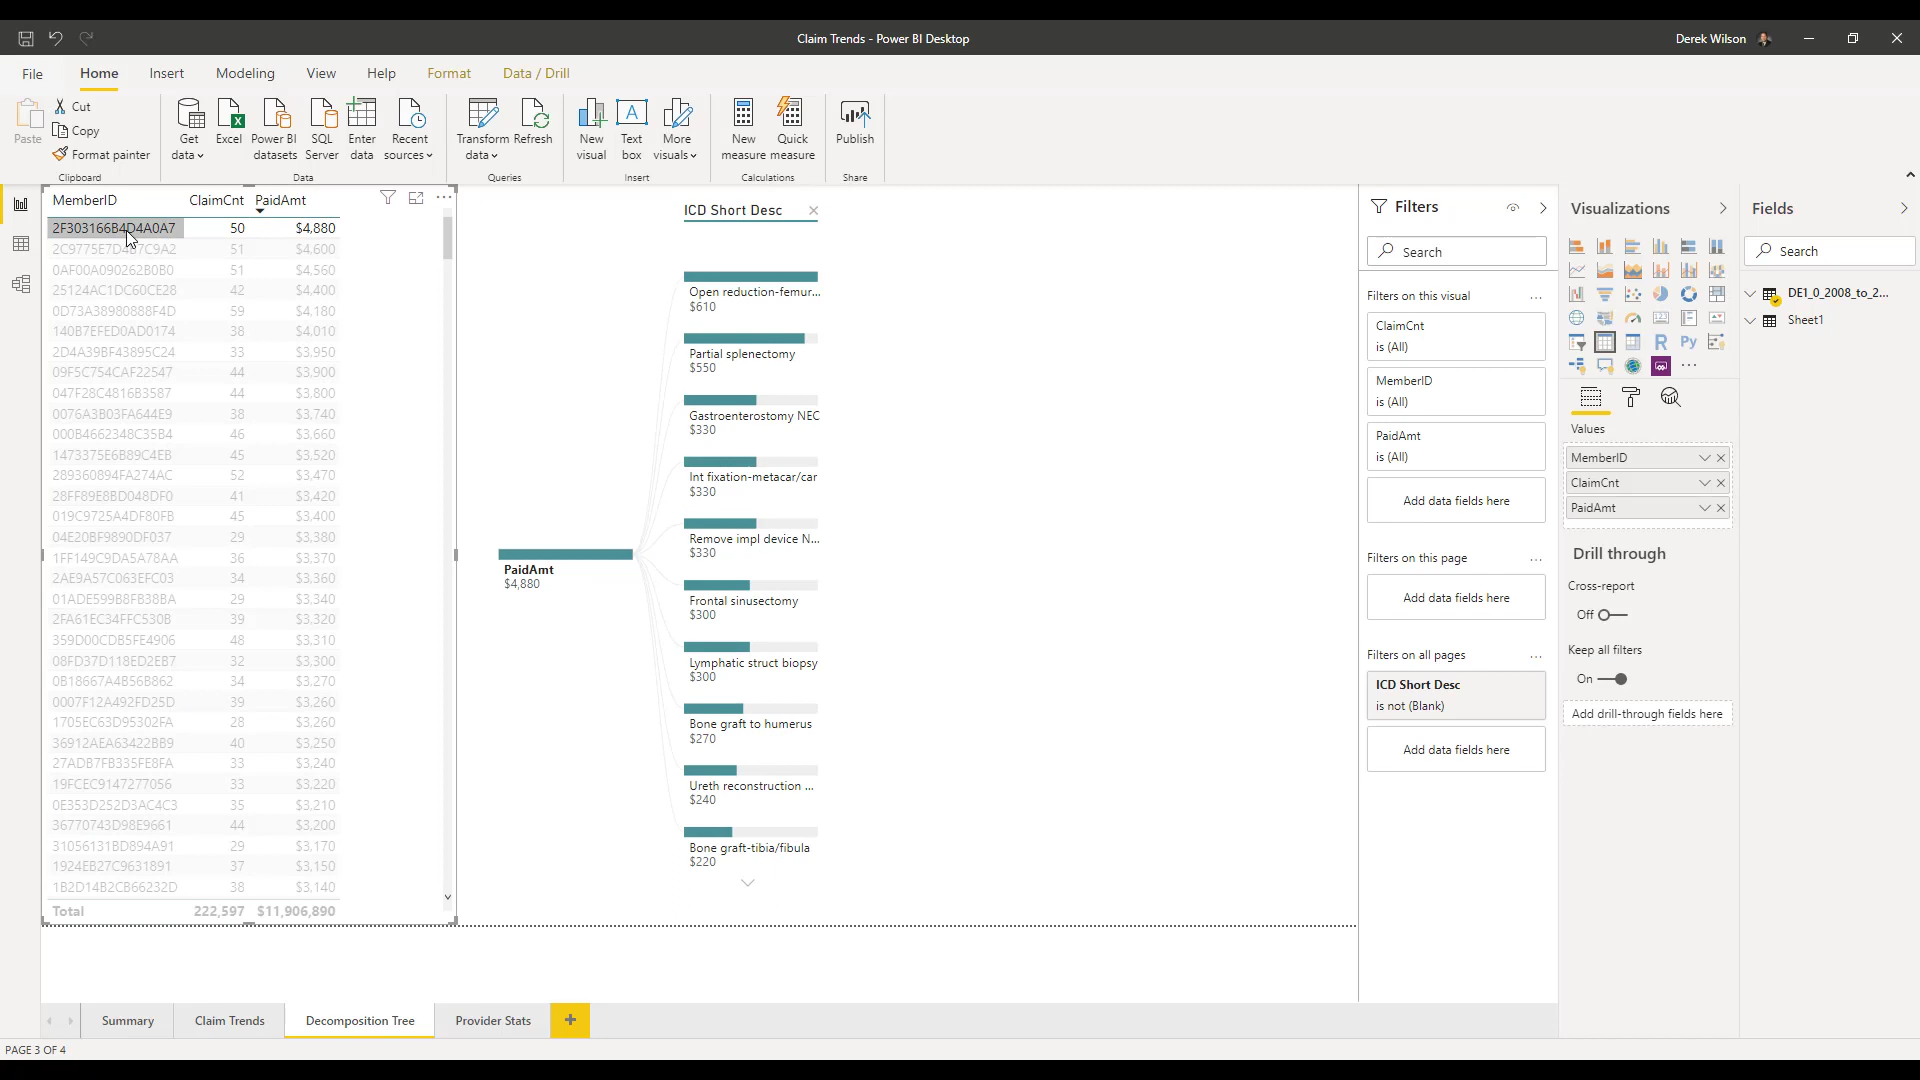 Claim Trends - Power BI Desktop
Derek Wilson
File Home Insert Modeling View Help Format Data / Drill
Paste
Cut
Copy
Format painter
Clipboard
Get data
Excel
Power BI datasets
SQL Server
Enter data
Recent sources
Data
Transform data
Refresh
Queries
New visual
A
Text box
More visuals
Insert
New measure
Quick measure
Calculations
Publish
Share
MemberID ClaimCnt PaidAmt
2F303166B4D4A0A7 50 $4,880
51 $4,600
0AF00A090262B0B0 51 $4,560
25124AC1DC60CE28 42 $4,400
0D73A38980888F4D 59 $4,180
140B7EFED0AD0174 38 $4,010
2D4A39BF43895C24 33 $3,950
09F5C754CAF22547 44 $3,900
047F28C4816B3587 44 $3,800
0076A3B03FA644E9 38 $3,740
000B4662348C35B4 46 $3,660
1473375E6B89C4EB 45 $3,520
289360894FA274AC 52 $3,470
28FF89E8BD048DF0 41 $3,420
019C9725A4DF80FB 45 $3,400
04E20BF9890DF037 29 $3,380
1FF149C9DA5A78AA 36 $3,370
2AE9A57C063EFC03 34 $3,360
01ADE599B8FB38BA 29 $3,340
2FA61EC34FFC530B 39 $3,320
359D00CDB5FE4906 48 $3,310
08FD37D118ED2EB7 32 $3,300
0B18667A4B56B862 34 $3,270
0007F12A492FD25D 39 $3,260
1705EC63D95302FA 28 $3,260
36912AEA63422BB9 40 $3,250
27ADB7FB335FE8FA 33 $3,240
19FCEC9147277056 33 $3,220
0E353D252D3AC4C3 35 $3,210
36770743D98E9661 44 $3,200
31056131BD894A91 29 $3,170
1924EB27C9631891 37 $3,150
1B2D14B2CB66232D 38 $3,140
Total 222,597 $11,906,890
PaidAmt
$4,880
ICD Short Desc
Open reduction-femur...
$610
Partial splenectomy
$550
Gastroenterostomy NEC
$330
Int fixation-metacar/car
$330
Remove impl device N...
$330
Frontal sinusectomy
$300
Lymphatic struct biopsy
$300
Bone graft to humerus
$270
Ureth reconstruction ...
$240
Bone graft-tibia/fibula
$220
Filters
Search
Filters on this visual
ClaimCnt
is (All)
MemberID
is (All)
PaidAmt
is (All)
Add data fields here
Filters on this page
Add data fields here
Filters on all pages
ICD Short Desc
is not (Blank)
Add data fields here
Visualizations
R Py
Values
MemberID
ClaimCnt
PaidAmt
Drill through
Cross-report
Off
Keep all filters
On
Add drill-through fields here
Fields
Search
DE1_0_2008_to_2...
Sheet1
Summary Claim Trends Decomposition Tree Provider Stats
PAGE 3 OF 4